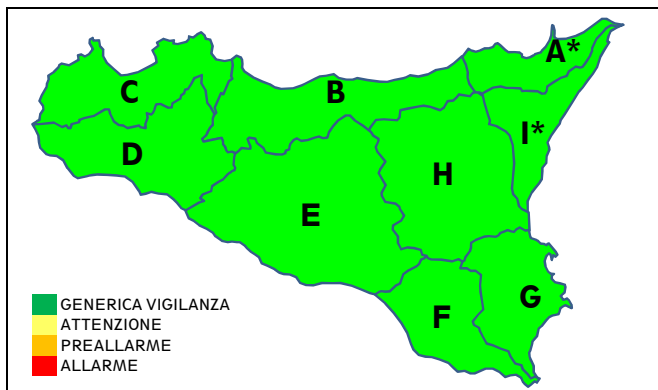 A*
C
B
I*
D
H
E
G
F
GENERICA VIGILANZA
ATTENZIONE
PREALLARME
ALLARME